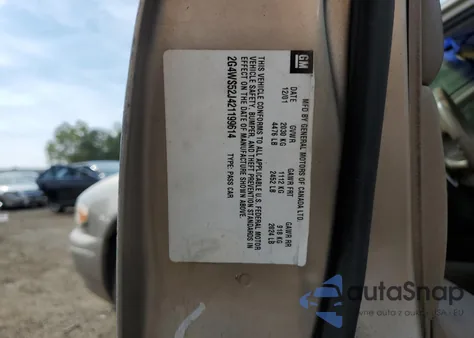 GM
MFD BY GENERAL MOTORS OF CANADA LTD.
DATE GVWR GAWR FRT GAWR RR
12/01 2030 KG 1112 KG 918 KG
4476 LB 2452 LB 2024 LB
THIS VEHICLE CONFORMS TO ALL APPLICABLE U.S. FEDERAL MOTOR
VEHICLE SAFETY, BUMPER, AND THEFT PREVENTION STANDARDS IN
EFFECT ON THE DATE OF MANUFACTURE SHOWN ABOVE.
2G4WS52J421199614 TYPE: PASS CAR
autoSnap